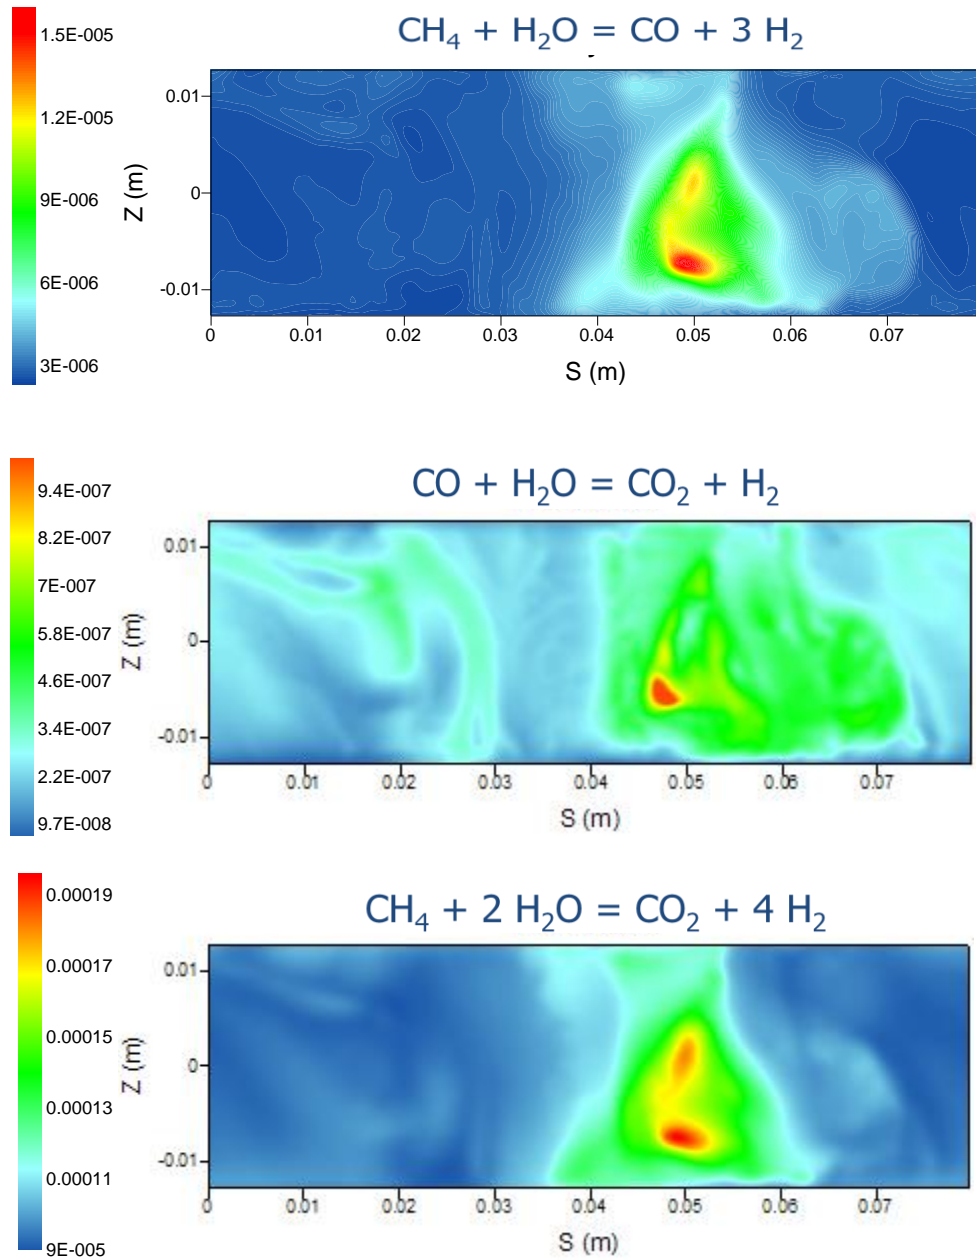 CH₄ + H₂O = CO + 3 H₂
1.5E-005
1.2E-005
9E-006
6E-006
3E-006
Z (m)
0.01
0
-0.01
0 0.01 0.02 0.03 0.04 0.05 0.06 0.07
S (m)
CO + H₂O = CO₂ + H₂
9.4E-007
8.2E-007
7E-007
5.8E-007
4.6E-007
3.4E-007
2.2E-007
9.7E-008
Z (m)
0.01
0
-0.01
0 0.01 0.02 0.03 0.04 0.05 0.06 0.07
S (m)
CH₄ + 2 H₂O = CO₂ + 4 H₂
0.00019
0.00017
0.00015
0.00013
0.00011
9E-005
Z (m)
0.01
0
-0.01
0 0.01 0.02 0.03 0.04 0.05 0.06 0.07
S (m)